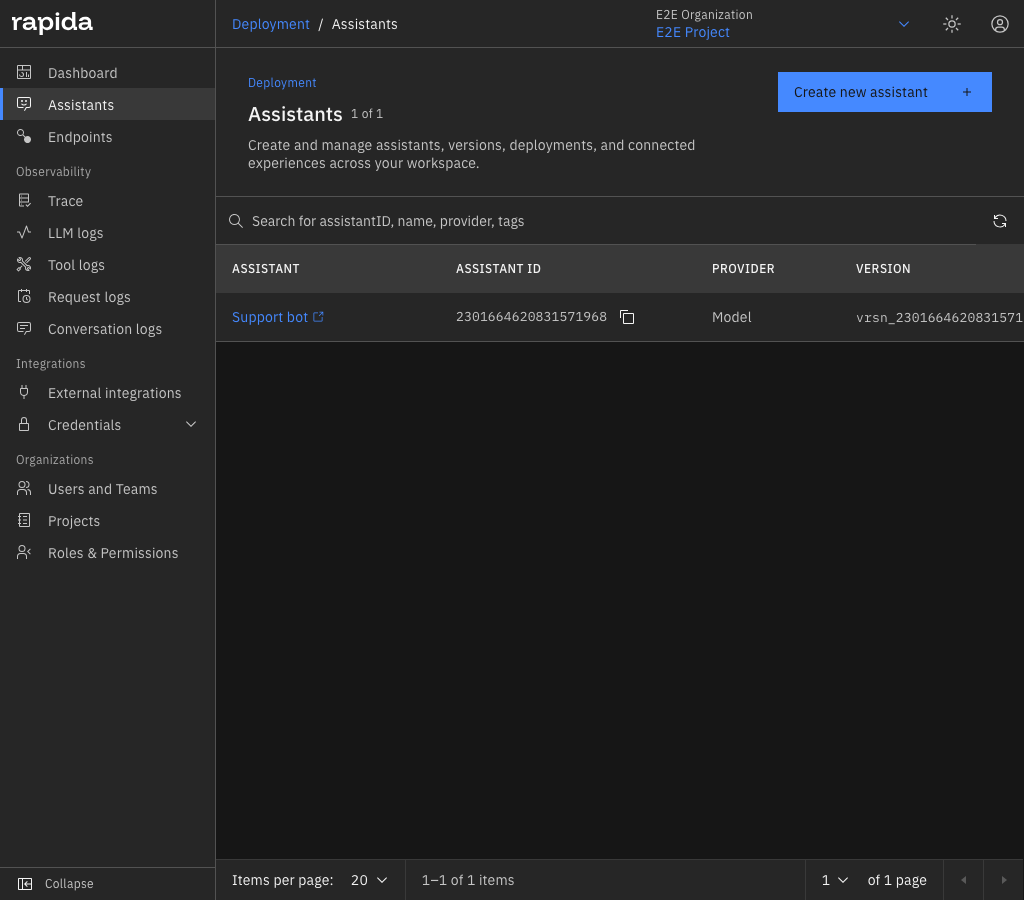 rapida
Deployment / Assistants
E2E Organization
E2E Project
Dashboard
Assistants
Endpoints
Observability
Trace
LLM logs
Tool logs
Request logs
Conversation logs
Integrations
External integrations
Credentials
Organizations
Users and Teams
Projects
Roles & Permissions
Collapse
Deployment
Assistants 1 of 1
Create and manage assistants, versions, deployments, and connected
experiences across your workspace.
Create new assistant +
Search for assistantID, name, provider, tags
ASSISTANT ASSISTANT ID PROVIDER VERSION
Support bot 2301664620831571968 Model vrsn_2301664620831571
Items per page: 20 1–1 of 1 items 1 of 1 page